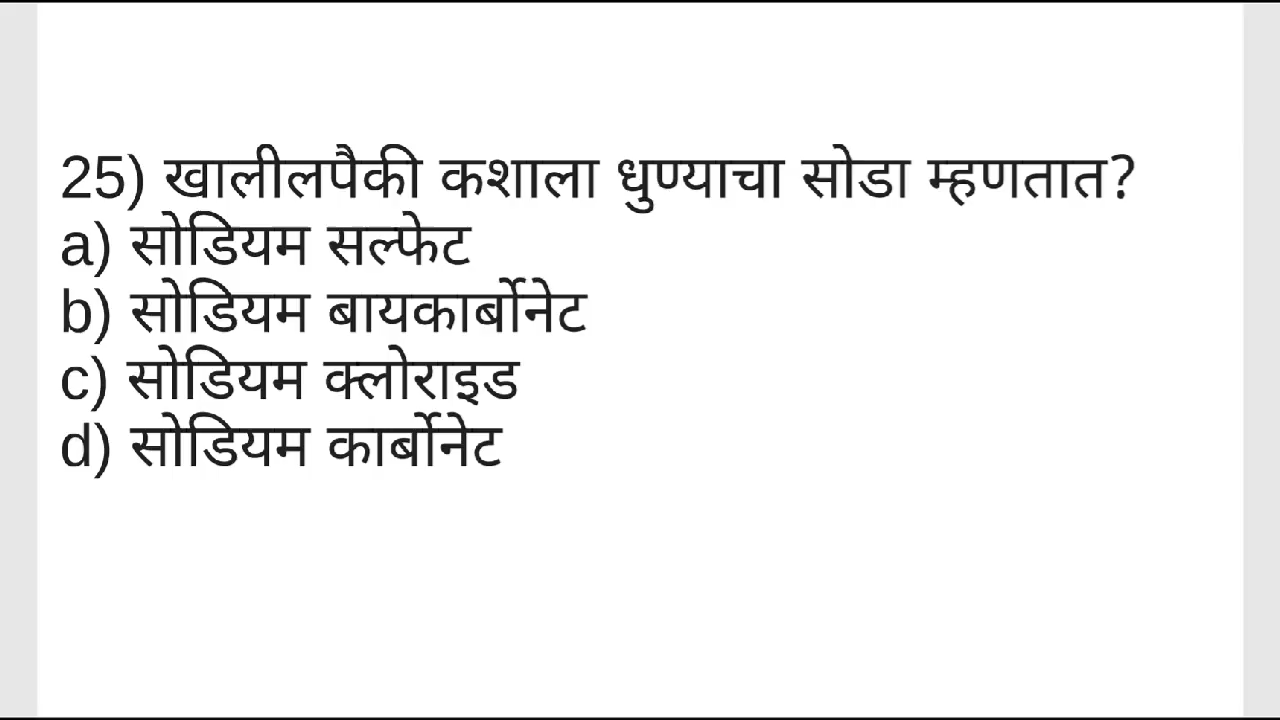 25) खालीलपैकी कशाला धुण्याचा सोडा म्हणतात?
a) सोडियम सल्फेट
b) सोडियम बायकार्बोनेट
c) सोडियम क्लोराइड
d) सोडियम कार्बोनेट